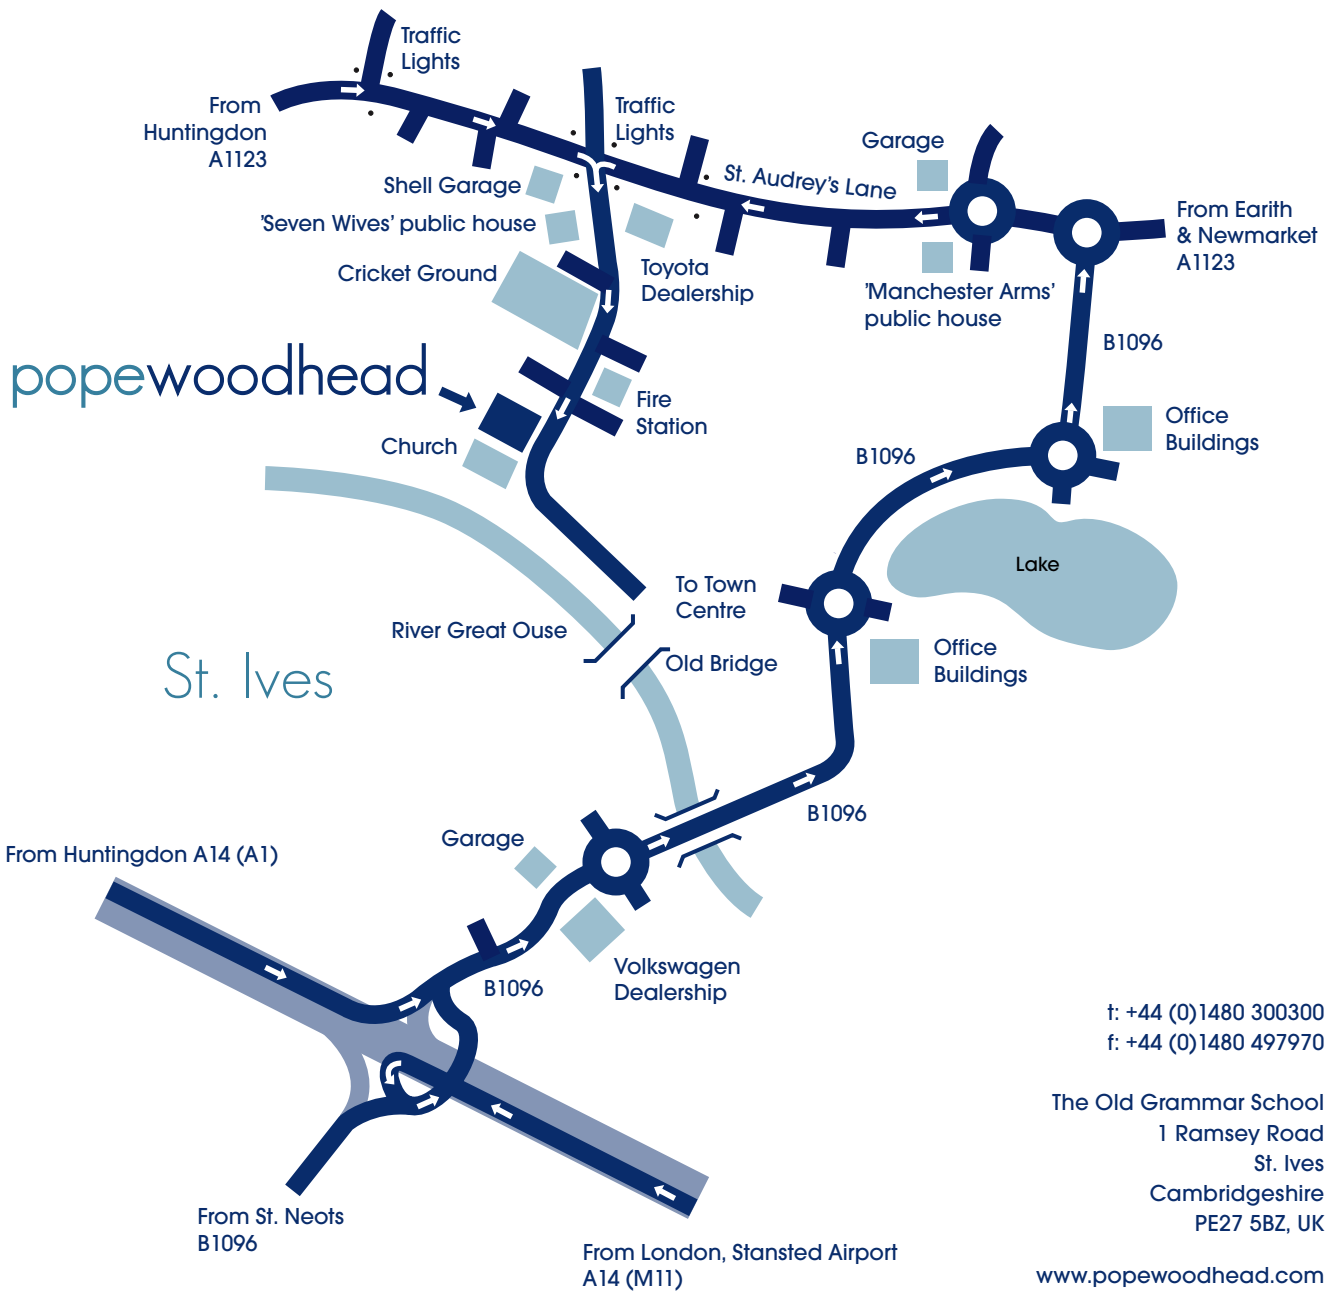 Traffic
Lights
From
Huntingdon
A1123
Traffic
Lights
Garage
St. Audrey's Lane
Shell Garage
'Seven Wives' public house
From Earith
& Newmarket
A1123
Cricket Ground
Toyota
Dealership
'Manchester Arms'
public house
B1096
popewoodhead
Fire
Station
Office
Buildings
Church
B1096
Lake
To Town
Centre
River Great Ouse
Office
Buildings
Old Bridge
St. Ives
B1096
Garage
From Huntingdon A14 (A1)
Volkswagen
Dealership
B1096
t: +44 (0)1480 300300
f: +44 (0)1480 497970
The Old Grammar School
1 Ramsey Road
St. Ives
Cambridgeshire
PE27 5BZ, UK
From St. Neots
B1096
From London, Stansted Airport
A14 (M11)
www.popewoodhead.com